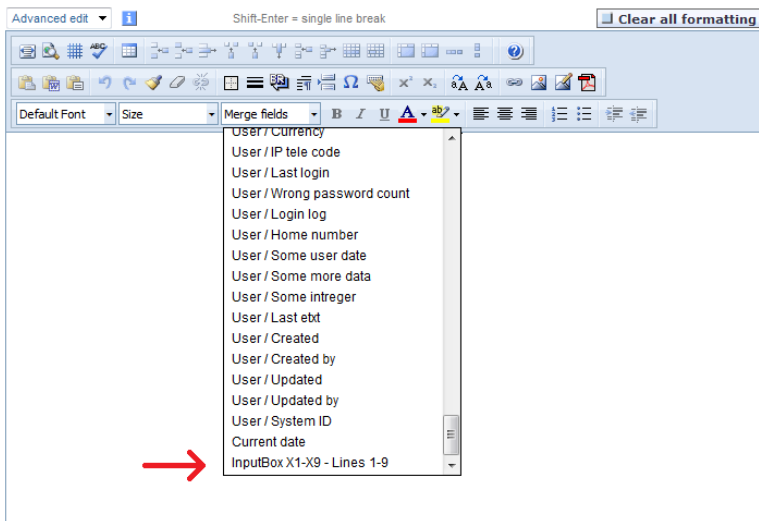 Advanced edit
Shift-Enter = single line break
Clear all formatting
Default Font
Size
Merge fields
B
I
U
A
ab
User / Currency
User / IP tele code
User / Last login
User / Wrong password count
User / Login log
User / Home number
User / Some user date
User / Some more data
User / Some intreger
User / Last etxt
User / Created
User / Created by
User / Updated
User / Updated by
User / System ID
Current date
InputBox X1-X9 - Lines 1-9